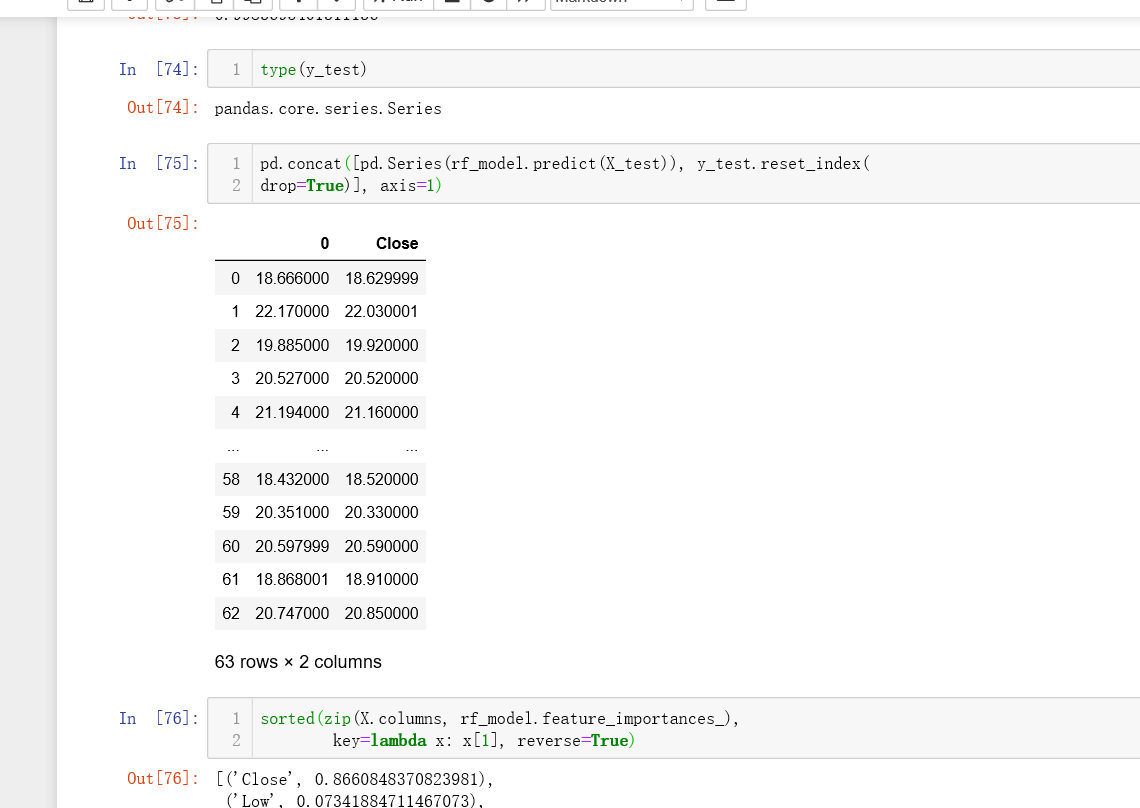 In [74]:
1 type(y_test)
Out[74]: pandas.core.series.Series
In [75]:
1 pd.concat([pd.Series(rf_model.predict(X_test)), y_test.reset_index(
2 drop=True)], axis=1)
Out[75]:
0 Close
0 18.666000 18.629999
1 22.170000 22.030001
2 19.885000 19.920000
3 20.527000 20.520000
4 21.194000 21.160000
... ... ...
58 18.432000 18.520000
59 20.351000 20.330000
60 20.597999 20.590000
61 18.868001 18.910000
62 20.747000 20.850000
63 rows × 2 columns
In [76]:
1 sorted(zip(X.columns, rf_model.feature_importances_),
2 key=lambda x: x[1], reverse=True)
Out[76]: [('Close', 0.8660848370823981),
('Low', 0.07341884711467073),